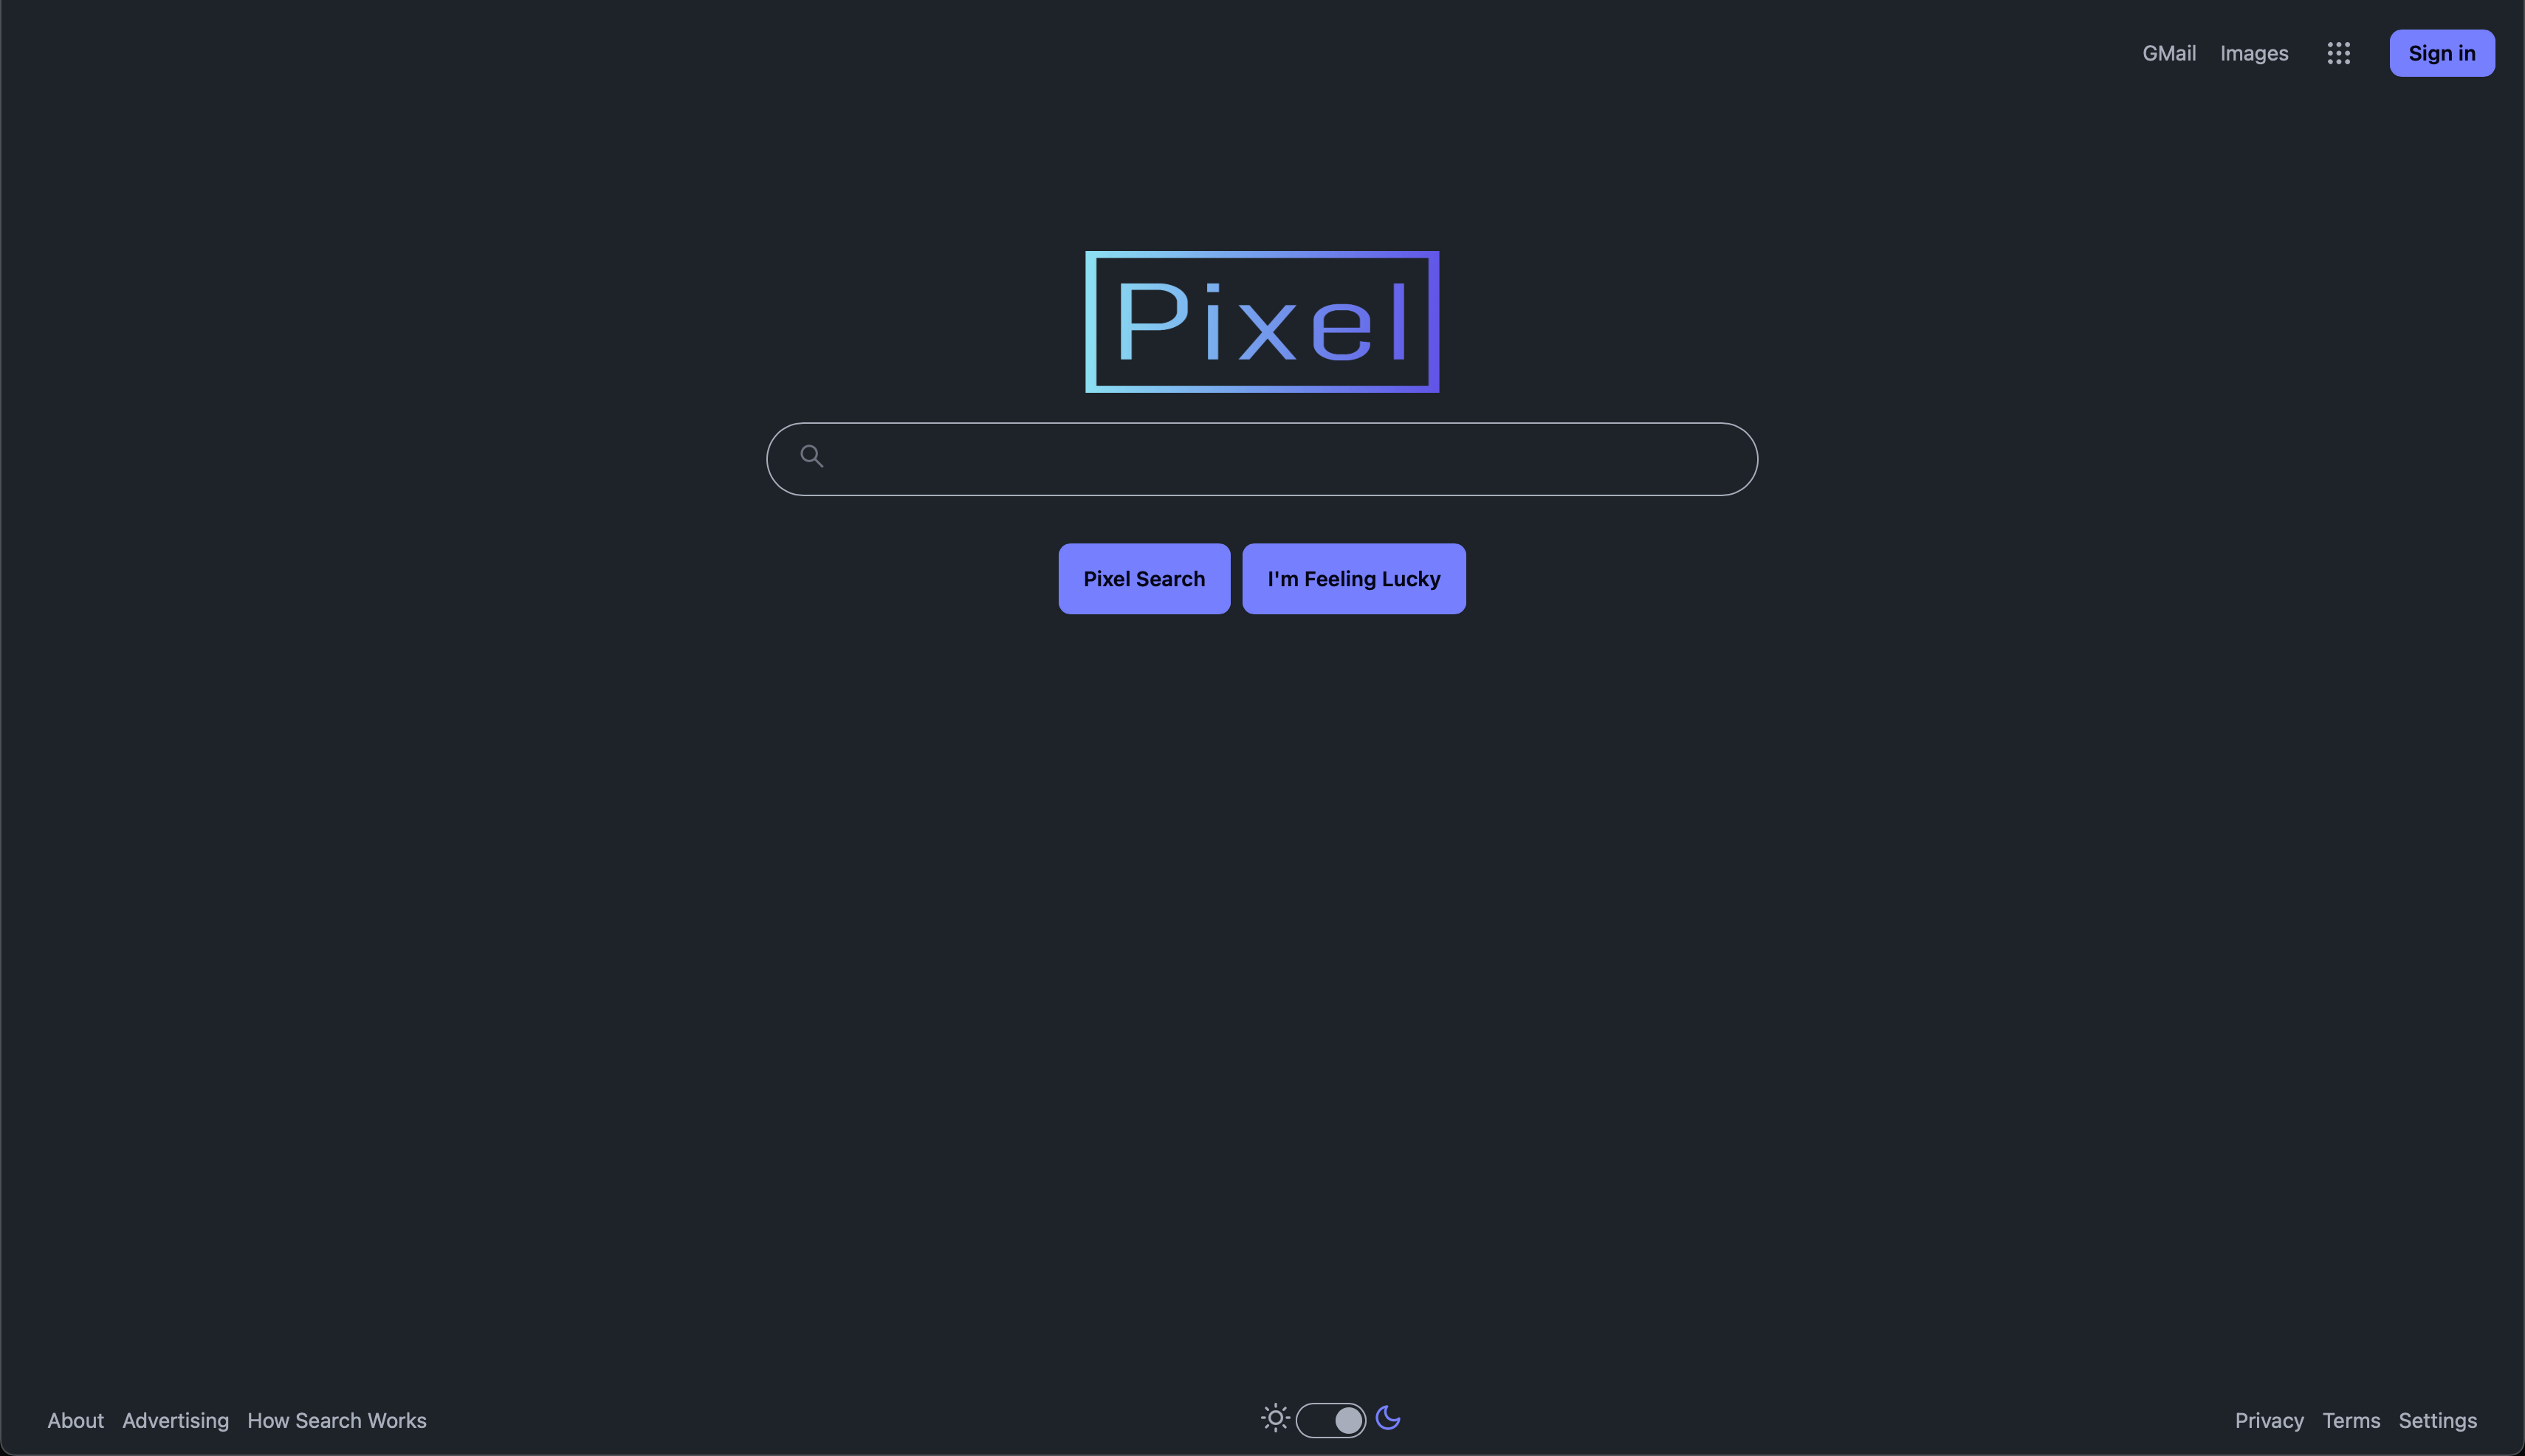 GMail Images Sign in
Pixel
Pixel Search I'm Feeling Lucky
About Advertising How Search Works Privacy Terms Settings